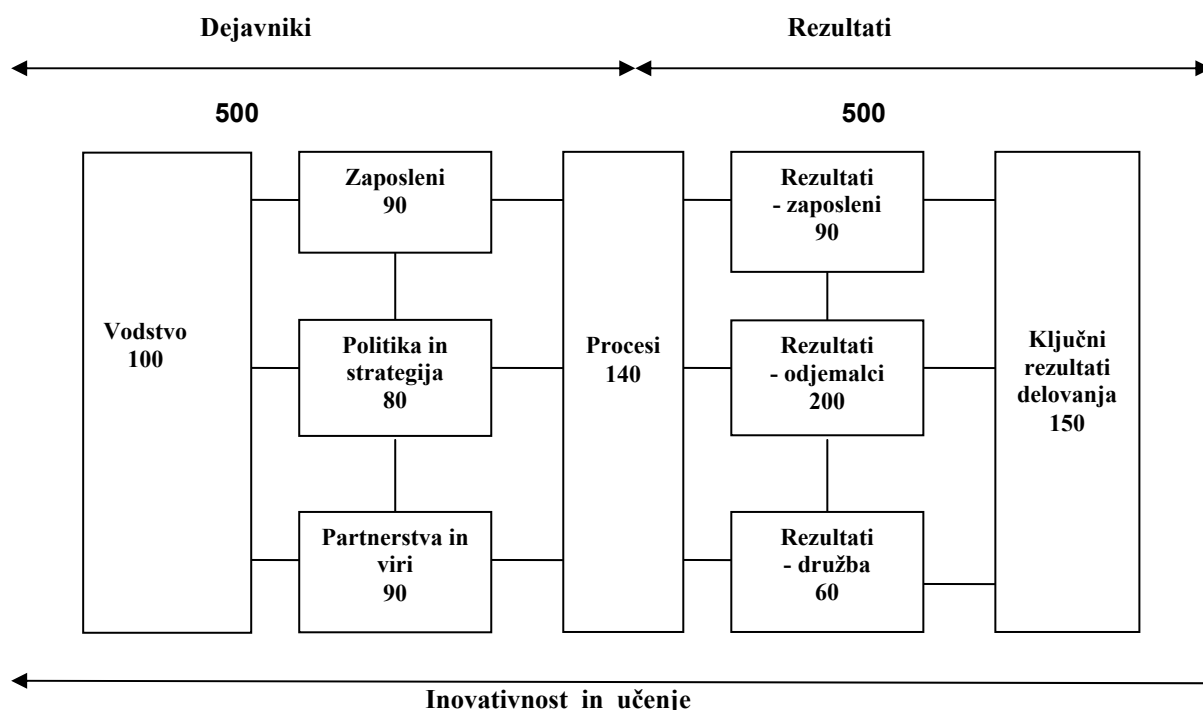 Dejavniki
Rezultati
500
500
Vodstvo
100
Zaposleni
90
Politika in
strategija
80
Partnerstva in
viri
90
Procesi
140
Rezultati
- zaposleni
90
Rezultati
- odjemalci
200
Rezultati
- družba
60
Ključni
rezultati
delovanja
150
Inovativnost in učenje